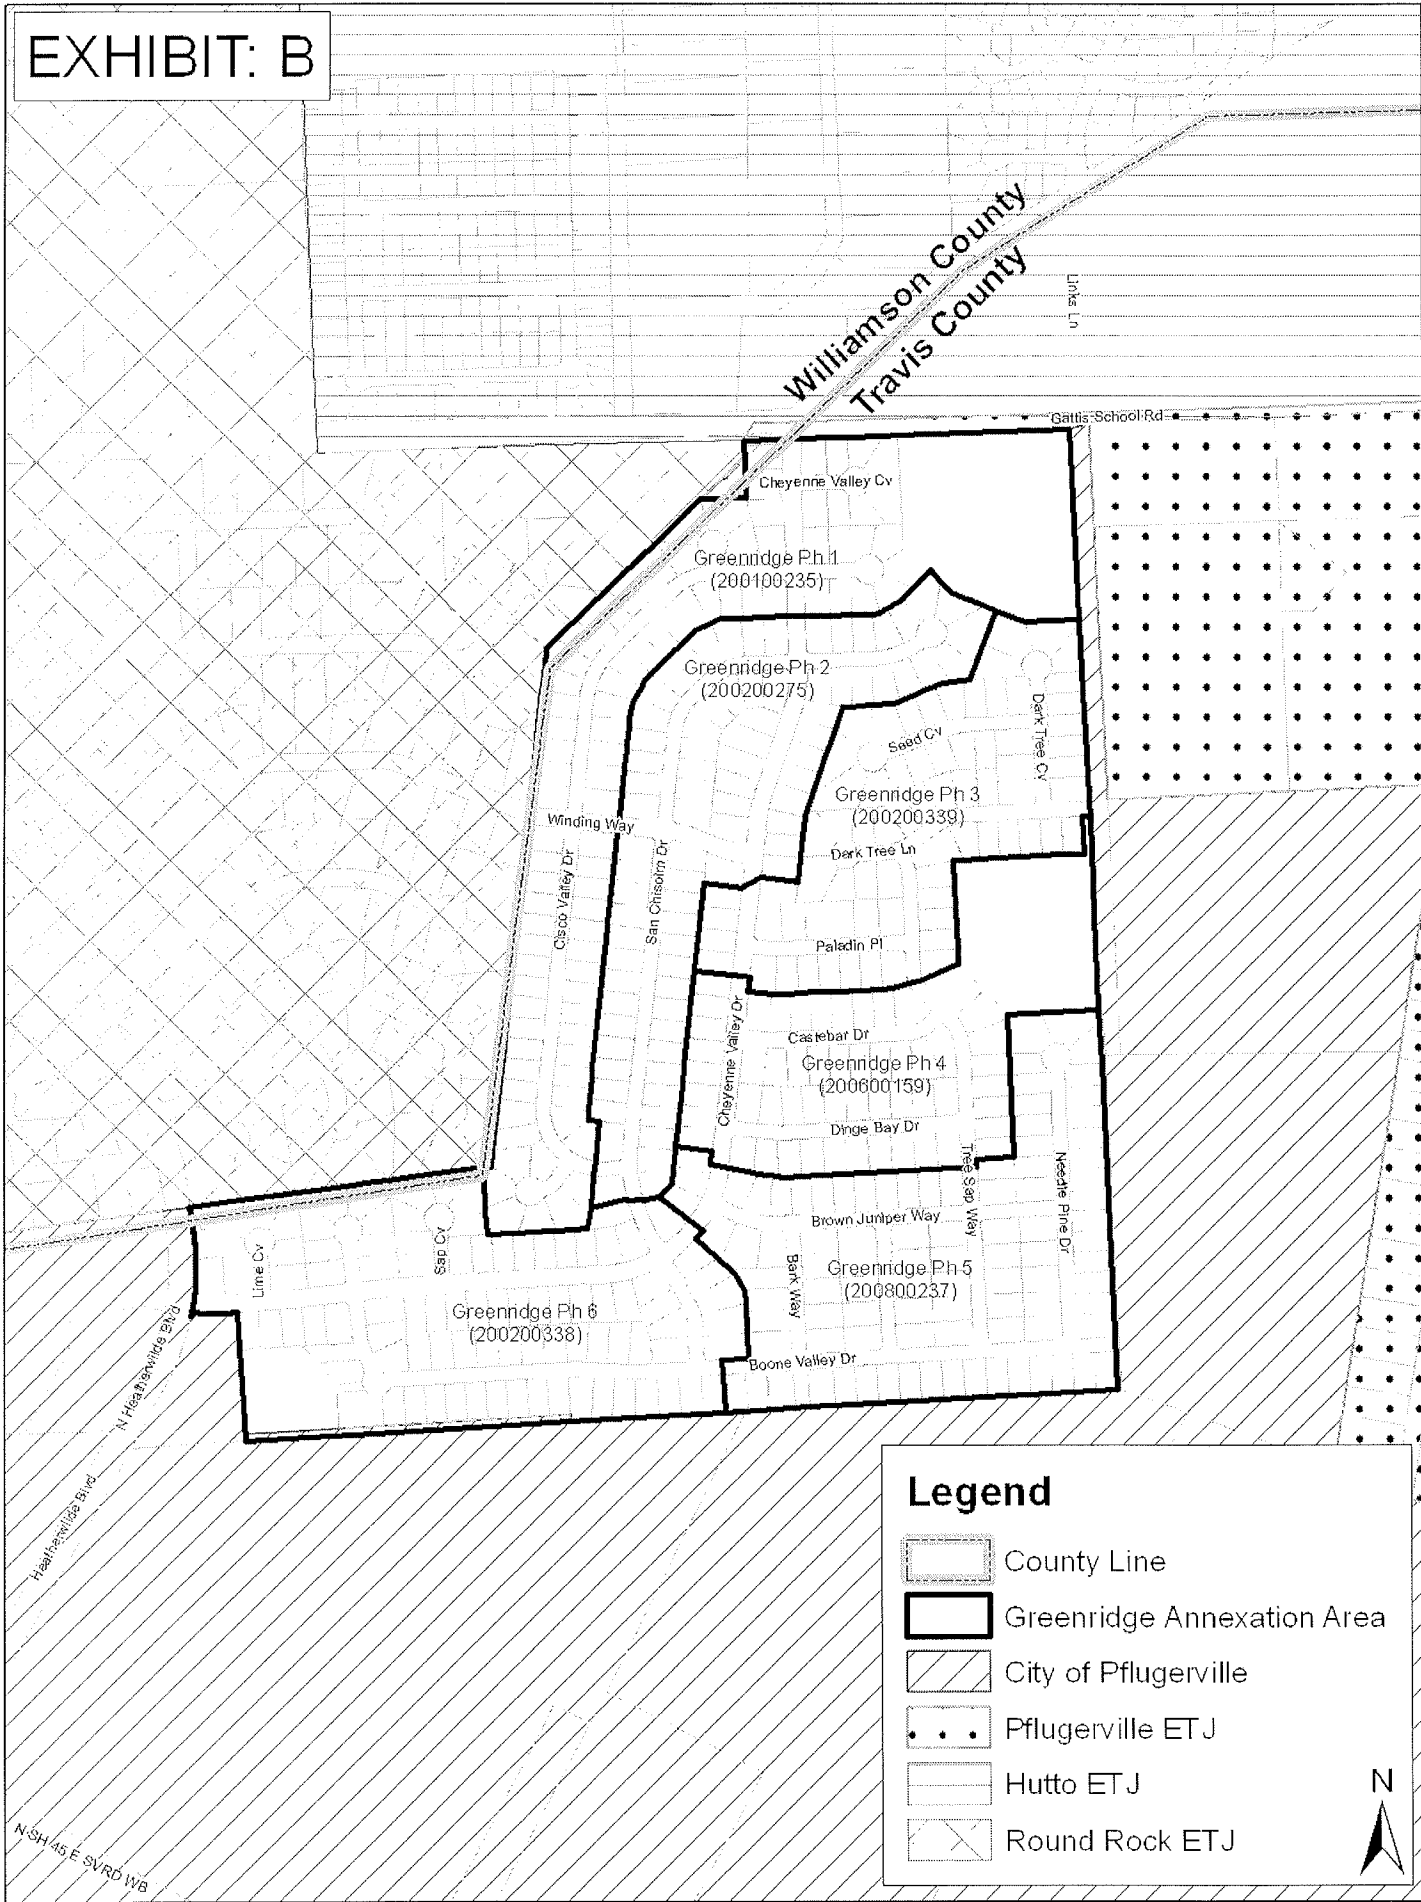 EXHIBIT: B
Williamson County
Travis County
Links Ln
Gattis School Rd
Cheyenne Valley Cv
Greenridge Ph 1
(200100235)
Greenridge Ph 2
(200200275)
Dark Tree Cv
Seed Cv
Greenridge Ph 3
(200200339)
Winding Way
Dark Tree Ln
Cisco Valley Dr
San Chisolm Dr
Paladin Pl
Cheyenne Valley Dr
Castebar Dr
Greenridge Ph 4
(200600159)
Dinge Bay Dr
Tree Sap Way
Needle Pine Dr
Brown Juniper Way
Lime Cv
Sap Cv
Bark Way
Greenridge Ph 5
(200800237)
Greenridge Ph 6
(200200338)
Boone Valley Dr
N Heatherwilde Blvd
Heatherwilde Blvd
N SH 45 E SVRD WB
Legend
County Line
Greenridge Annexation Area
City of Pflugerville
Pflugerville ETJ
Hutto ETJ
Round Rock ETJ
N